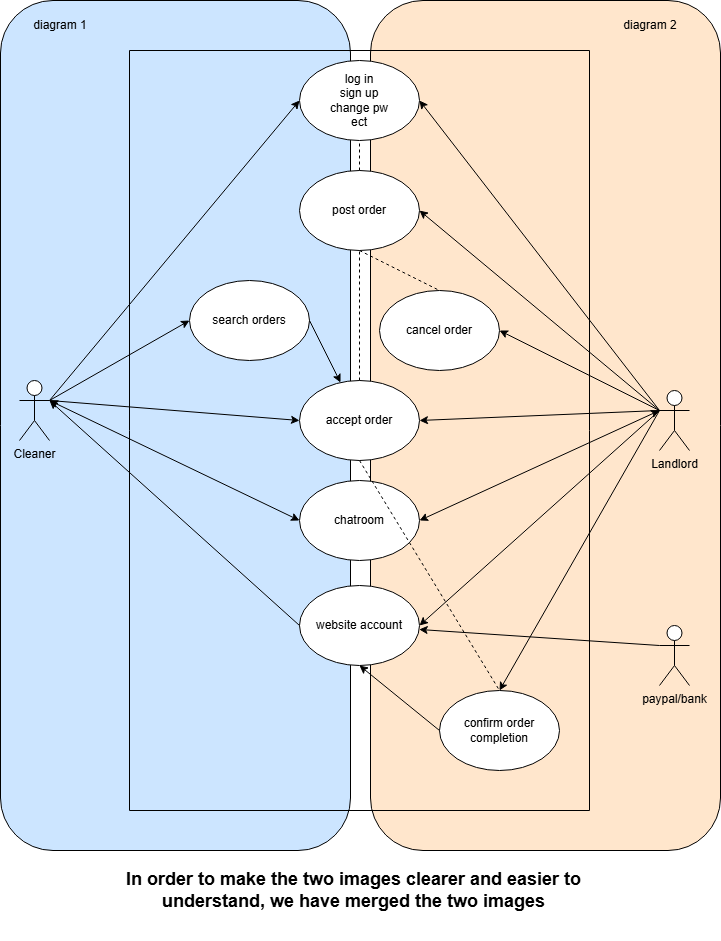 diagram 1
diagram 2
log in
sign up
change pw
ect
post order
search orders
cancel order
accept order
Cleaner
Landlord
chatroom
website account
paypal/bank
confirm order
completion
In order to make the two images clearer and easier to
understand, we have merged the two images